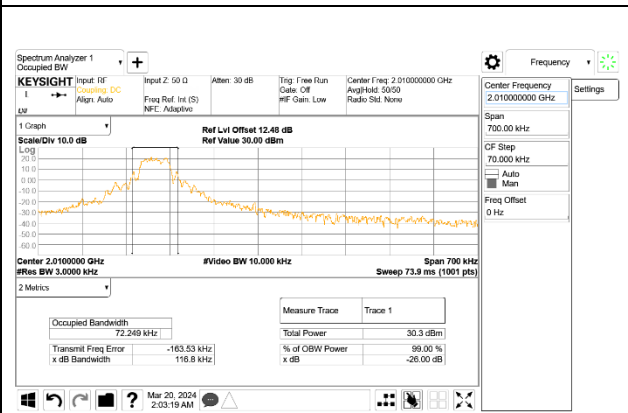 Spectrum Analyzer 1
Occupied BW
Frequency
KEYSIGHT Input: RF
Coupling: DC
Align: Auto
Input Z: 50 Ω
Freq Ref: Int (S)
NFE: Adaptive
Atten: 30 dB
Trig: Free Run
Gate: Off
#IF Gain: Low
Center Freq: 2.010000000 GHz
Avg|Hold: 50/50
Radio Std: None
Center Frequency
2.010000000 GHz
Settings
Span
700.00 kHz
CF Step
70.000 kHz
Auto
Man
Freq Offset
0 Hz
1 Graph
Scale/Div 10.0 dB
Ref Lvl Offset 12.48 dB
Ref Value 30.00 dBm
Log
20.0
10.0
0.00
-10.0
-20.0
-30.0
-40.0
-50.0
-60.0
Center 2.0100000 GHz
#Res BW 3.0000 kHz
#Video BW 10.000 kHz
Span 700 kHz
Sweep 73.9 ms (1001 pts)
2 Metrics
Measure Trace Trace 1
Occupied Bandwidth
72.249 kHz
Total Power 30.3 dBm
Transmit Freq Error -163.53 kHz
% of OBW Power 99.00 %
x dB Bandwidth 116.8 kHz
x dB -26.00 dB
Mar 20, 2024
2:03:19 AM